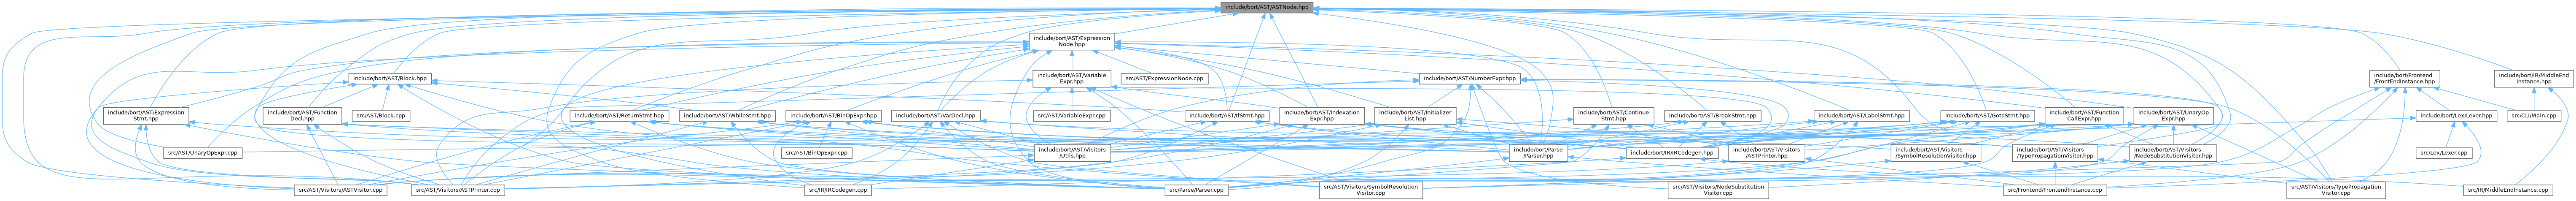 include/bort/AST/ASTNode.hpp
include/bort/AST/Expression
Node.hpp
include/bort/AST/Block.hpp
include/bort/AST/Variable
Expr.hpp
src/AST/ExpressionNode.cpp
include/bort/AST/NumberExpr.hpp
include/bort/Frontend
/FrontEndInstance.hpp
include/bort/IR/MiddleEnd
Instance.hpp
include/bort/AST/Expression
Stmt.hpp
include/bort/AST/Function
Decl.hpp
src/AST/Block.cpp
include/bort/AST/ReturnStmt.hpp
include/bort/AST/WhileStmt.hpp
include/bort/AST/BinOpExpr.hpp
include/bort/AST/VarDecl.hpp
src/AST/VariableExpr.cpp
include/bort/AST/IfStmt.hpp
include/bort/AST/Indexation
Expr.hpp
include/bort/AST/Initializer
List.hpp
include/bort/AST/Continue
Stmt.hpp
include/bort/AST/BreakStmt.hpp
include/bort/AST/LabelStmt.hpp
include/bort/AST/GotoStmt.hpp
include/bort/AST/Function
CallExpr.hpp
include/bort/AST/UnaryOp
Expr.hpp
include/bort/Lex/Lexer.hpp
src/CLI/Main.cpp
src/AST/UnaryOpExpr.cpp
src/AST/BinOpExpr.cpp
include/bort/AST/Visitors
/Utils.hpp
include/bort/Parse
/Parser.hpp
include/bort/IR/IRCodegen.hpp
include/bort/AST/Visitors
/ASTPrinter.hpp
include/bort/AST/Visitors
/SymbolResolutionVisitor.hpp
include/bort/AST/Visitors
/TypePropagationVisitor.hpp
include/bort/AST/Visitors
/NodeSubstitutionVisitor.hpp
src/Lex/Lexer.cpp
src/AST/Visitors/ASTVisitor.cpp
src/AST/Visitors/ASTPrinter.cpp
src/IR/IRCodegen.cpp
src/Parse/Parser.cpp
src/AST/Visitors/SymbolResolution
Visitor.cpp
src/AST/Visitors/NodeSubstitution
Visitor.cpp
src/Frontend/FrontendInstance.cpp
src/AST/Visitors/TypePropagation
Visitor.cpp
src/IR/MiddleEndInstance.cpp